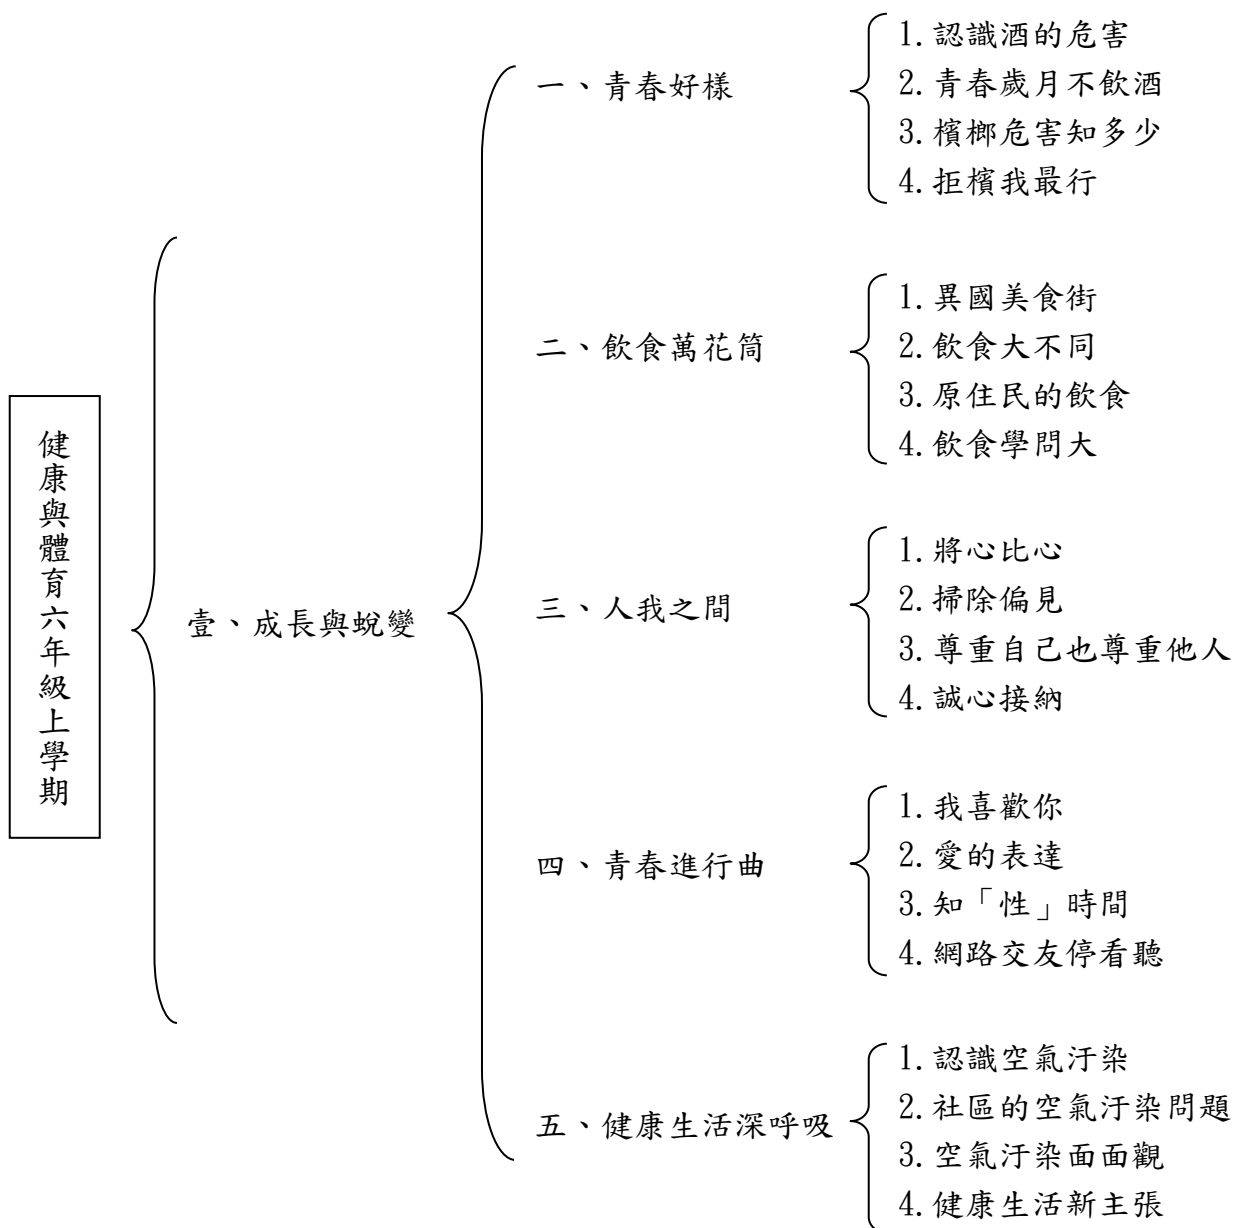 健康與體育六年級上學期
壹、成長與蛻變
一、青春好樣
1.認識酒的危害
2.青春歲月不飲酒
3.檳榔危害知多少
4.拒檳我最行
二、飲食萬花筒
1.異國美食街
2.飲食大不同
3.原住民的飲食
4.飲食學問大
三、人我之間
1.將心比心
2.掃除偏見
3.尊重自己也尊重他人
4.誠心接納
四、青春進行曲
1.我喜歡你
2.愛的表達
3.知「性」時間
4.網路交友停看聽
五、健康生活深呼吸
1.認識空氣汙染
2.社區的空氣汙染問題
3.空氣汙染面面觀
4.健康生活新主張